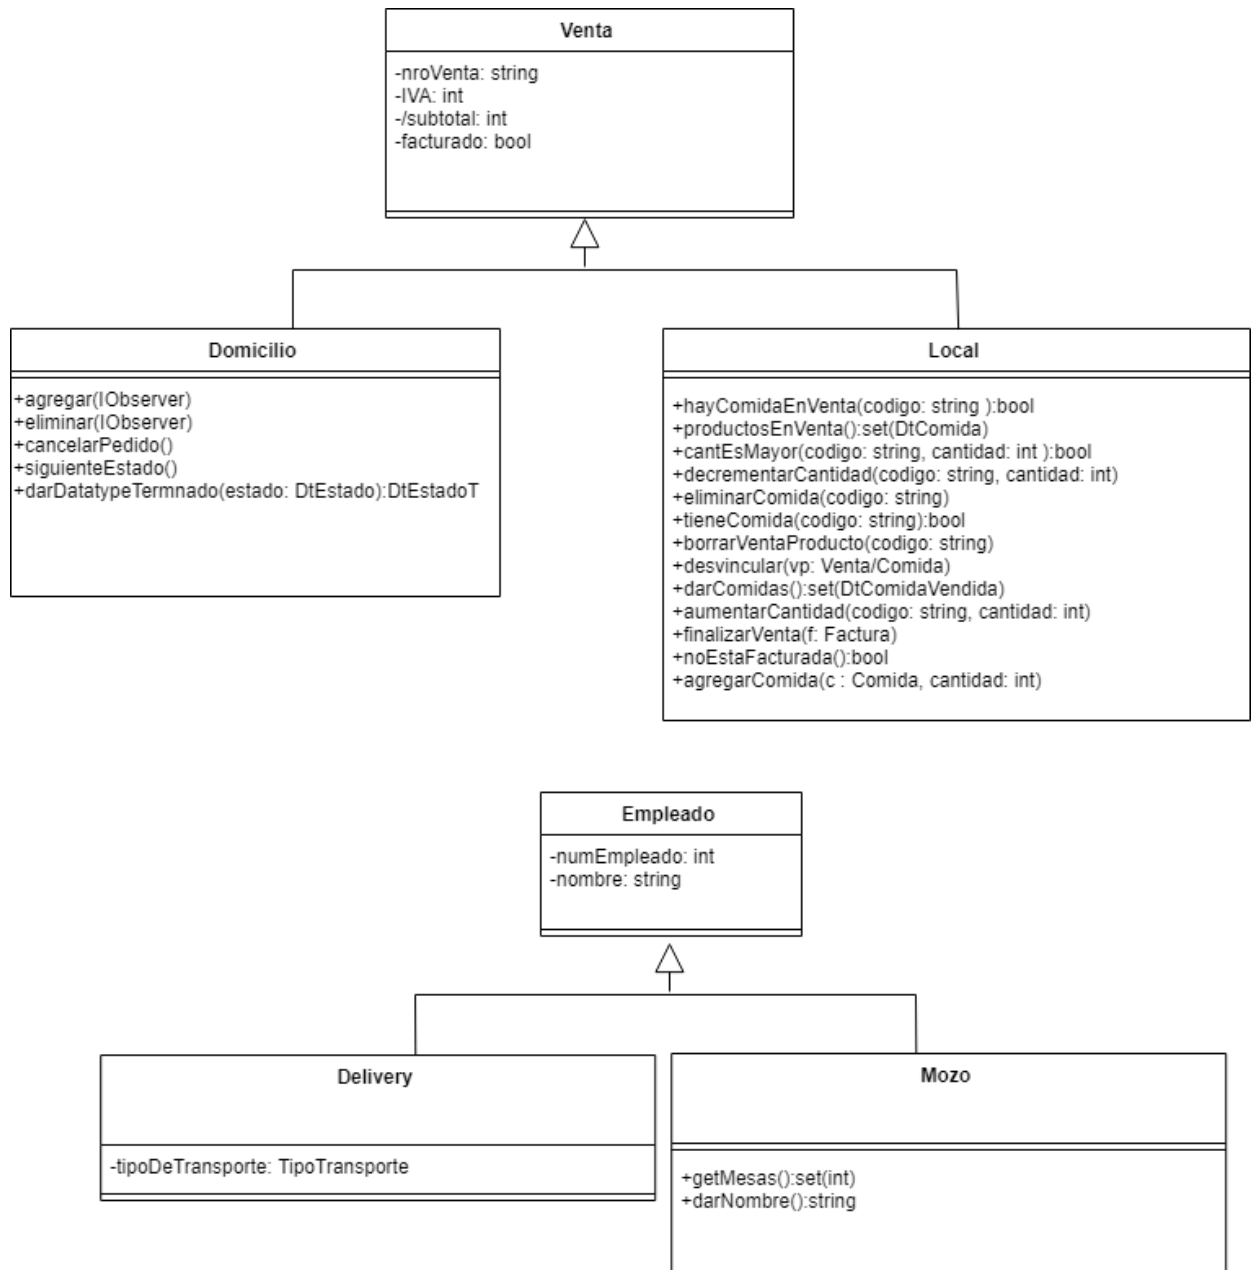 Venta
-nroVenta: string
-IVA: int
-/subtotal: int
-facturado: bool
Domicilio
+agregar(IObserver)
+eliminar(IObserver)
+cancelarPedido()
+siguienteEstado()
+darDatatypeTermnado(estado: DtEstado):DtEstadoT
Local
+hayComidaEnVenta(codigo: string ):bool
+productosEnVenta():set(DtComida)
+cantEsMayor(codigo: string, cantidad: int ):bool
+decrementarCantidad(codigo: string, cantidad: int)
+eliminarComida(codigo: string)
+tieneComida(codigo: string):bool
+borrarVentaProducto(codigo: string)
+desvincular(vp: Venta/Comida)
+darComidas():set(DtComidaVendida)
+aumentarCantidad(codigo: string, cantidad: int)
+finalizarVenta(f: Factura)
+noEstaFacturada():bool
+agregarComida(c : Comida, cantidad: int)
Empleado
-numEmpleado: int
-nombre: string
Delivery
-tipoDeTransporte: TipoTransporte
Mozo
+getMesas():set(int)
+darNombre():string